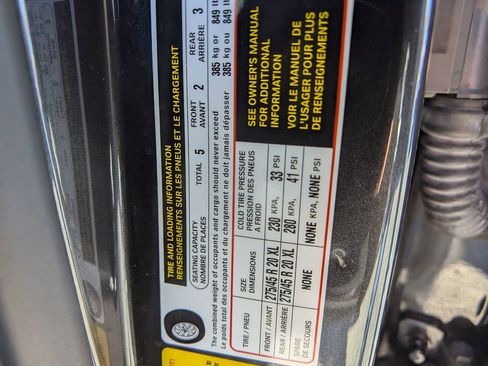 TIRE AND LOADING INFORMATION
RENSEIGNEMENTS SUR LES PNEUS ET LE CHARGEMENT
SEATING CAPACITY
NOMBRE DE PLACES
TOTAL 5
FRONT
AVANT 2
REAR
ARRIÈRE 3
The combined weight of occupants and cargo should never exceed 385 kg or 849 lb
Le poids total des occupants et du chargement ne doit jamais dépasser 385 kg ou 849 lb
TIRE / PNEU
SIZE
DIMENSIONS
COLD TIRE PRESSURE
PRESSION DES PNEUS
A FROID
FRONT / AVANT 275/45 R 20 XL 230 KPA, 33 PSI
REAR / ARRIÈRE 275/45 R 20 XL 280 KPA, 41 PSI
SPARE
DE SECOURS
NONE NONE KPA, NONE PSI
SEE OWNER'S MANUAL
FOR ADDITIONAL
INFORMATION
VOIR LE MANUEL DE
L'USAGER POUR PLUS
DE RENSEIGNEMENTS